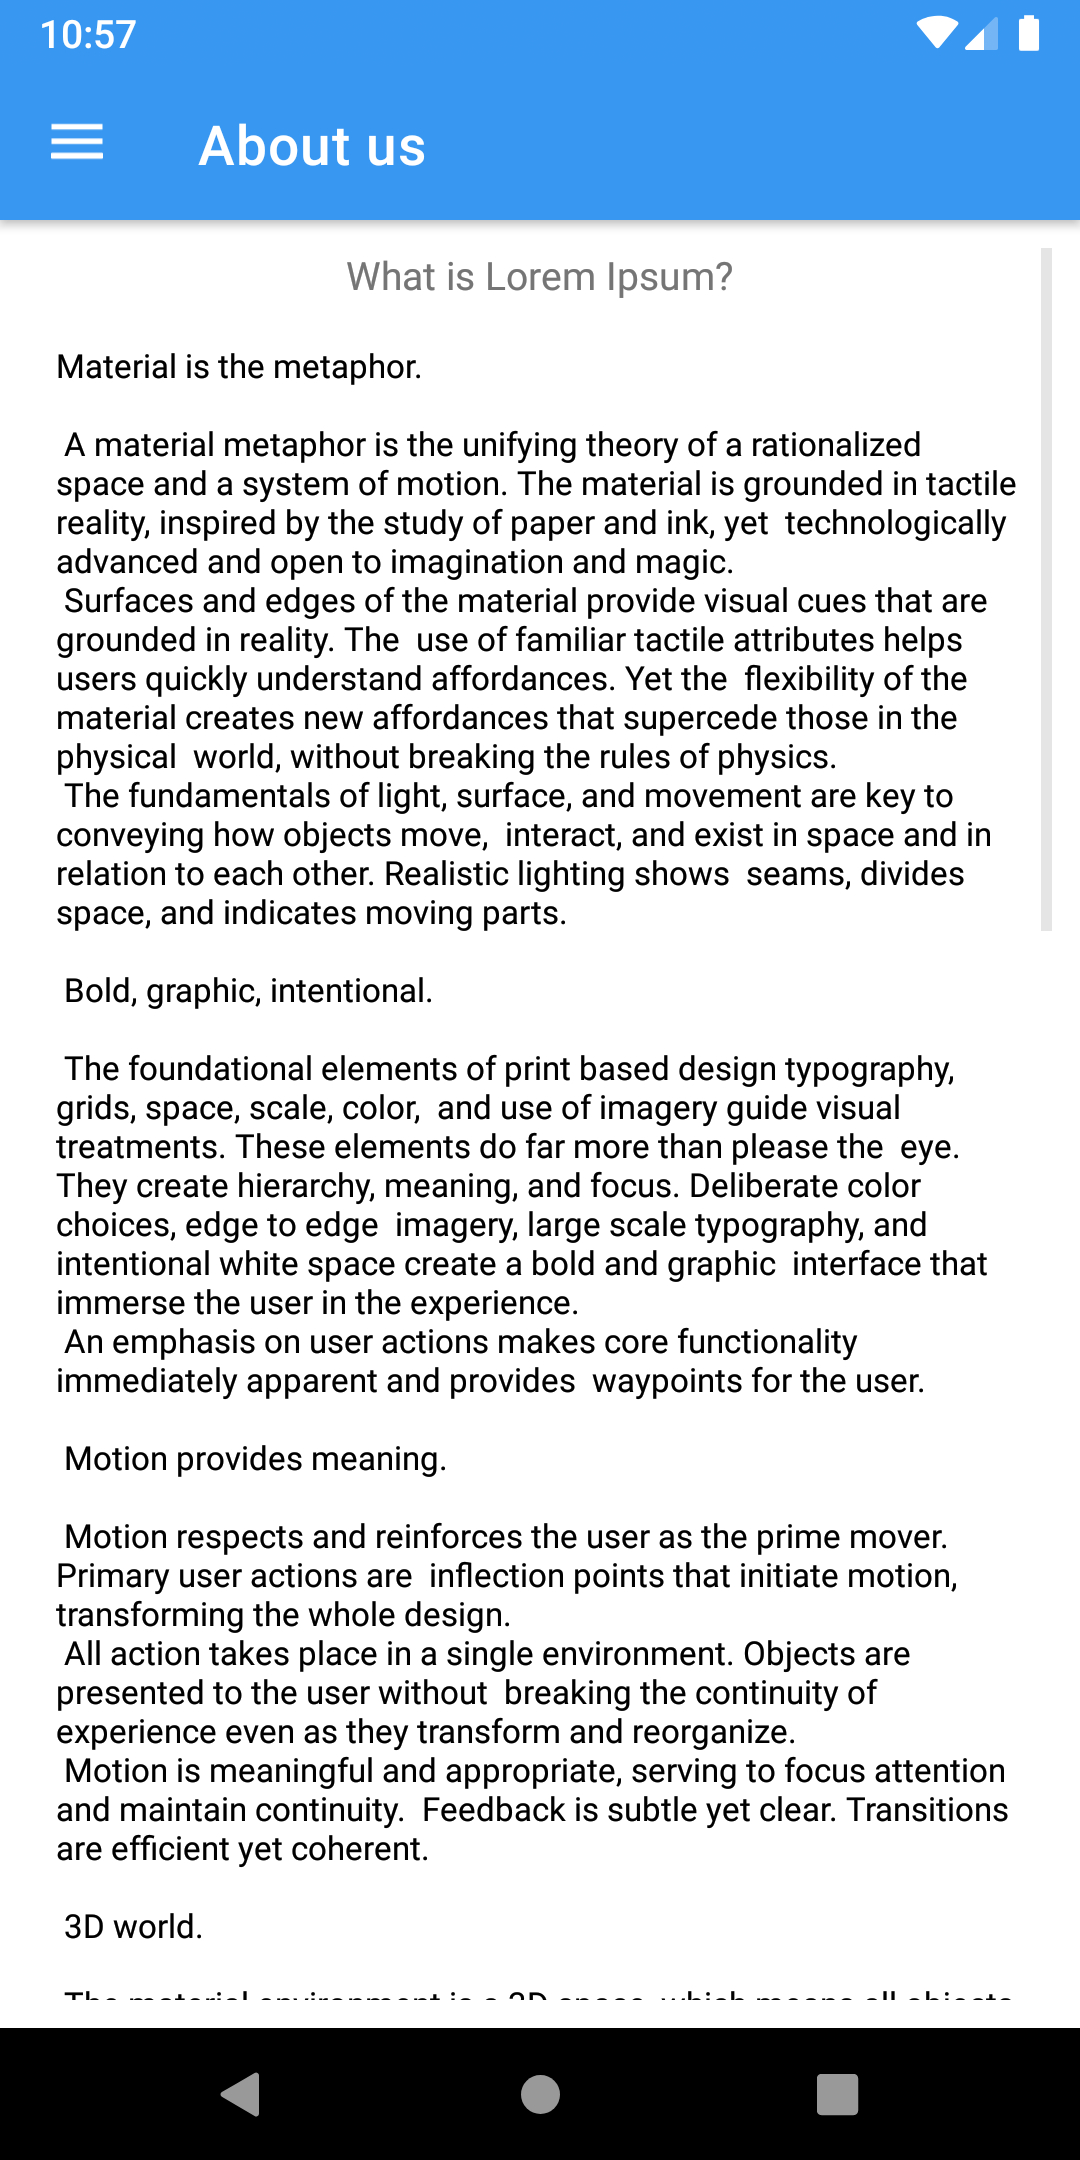 10:57
About us
What is Lorem Ipsum?
Material is the metaphor.
A material metaphor is the unifying theory of a rationalized
space and a system of motion. The material is grounded in tactile
reality, inspired by the study of paper and ink, yet  technologically
advanced and open to imagination and magic.
Surfaces and edges of the material provide visual cues that are
grounded in reality. The  use of familiar tactile attributes helps
users quickly understand affordances. Yet the  flexibility of the
material creates new affordances that supercede those in the
physical  world, without breaking the rules of physics.
The fundamentals of light, surface, and movement are key to
conveying how objects move,  interact, and exist in space and in
relation to each other. Realistic lighting shows  seams, divides
space, and indicates moving parts.
Bold, graphic, intentional.
The foundational elements of print based design typography,
grids, space, scale, color,  and use of imagery guide visual
treatments. These elements do far more than please the  eye.
They create hierarchy, meaning, and focus. Deliberate color
choices, edge to edge  imagery, large scale typography, and
intentional white space create a bold and graphic  interface that
immerse the user in the experience.
An emphasis on user actions makes core functionality
immediately apparent and provides  waypoints for the user.
Motion provides meaning.
Motion respects and reinforces the user as the prime mover.
Primary user actions are  inflection points that initiate motion,
transforming the whole design.
All action takes place in a single environment. Objects are
presented to the user without  breaking the continuity of
experience even as they transform and reorganize.
Motion is meaningful and appropriate, serving to focus attention
and maintain continuity.  Feedback is subtle yet clear. Transitions
are efficient yet coherent.
3D world.
The material environment is a 3D space, which means all objects